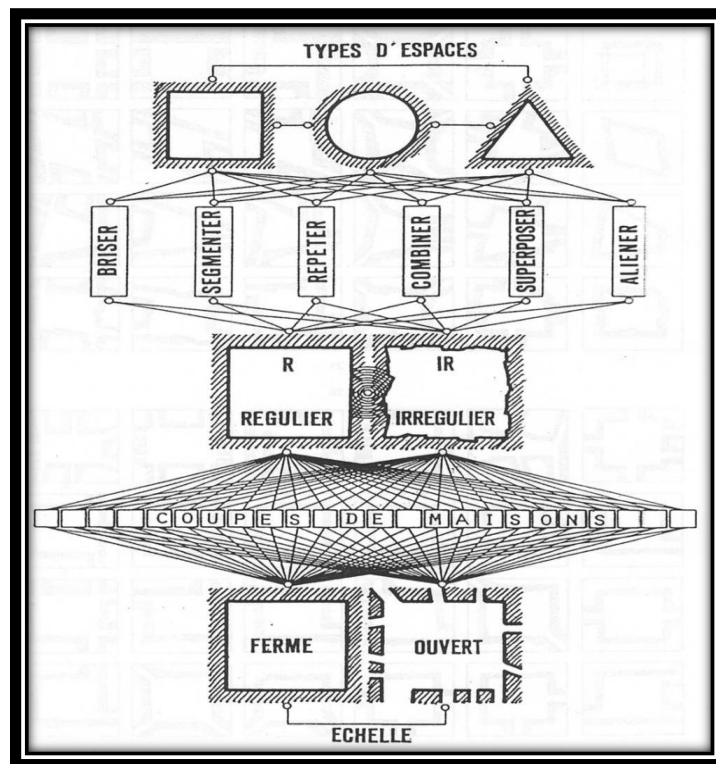 TYPES D'ESPACES
BRISER
SEGMENTER
REPETER
COMBINER
SUPERPOSER
ALIENER
R
REGULIER
IR
IRREGULIER
COUPES DE MAISONS
FERME
OUVERT
ECHELLE